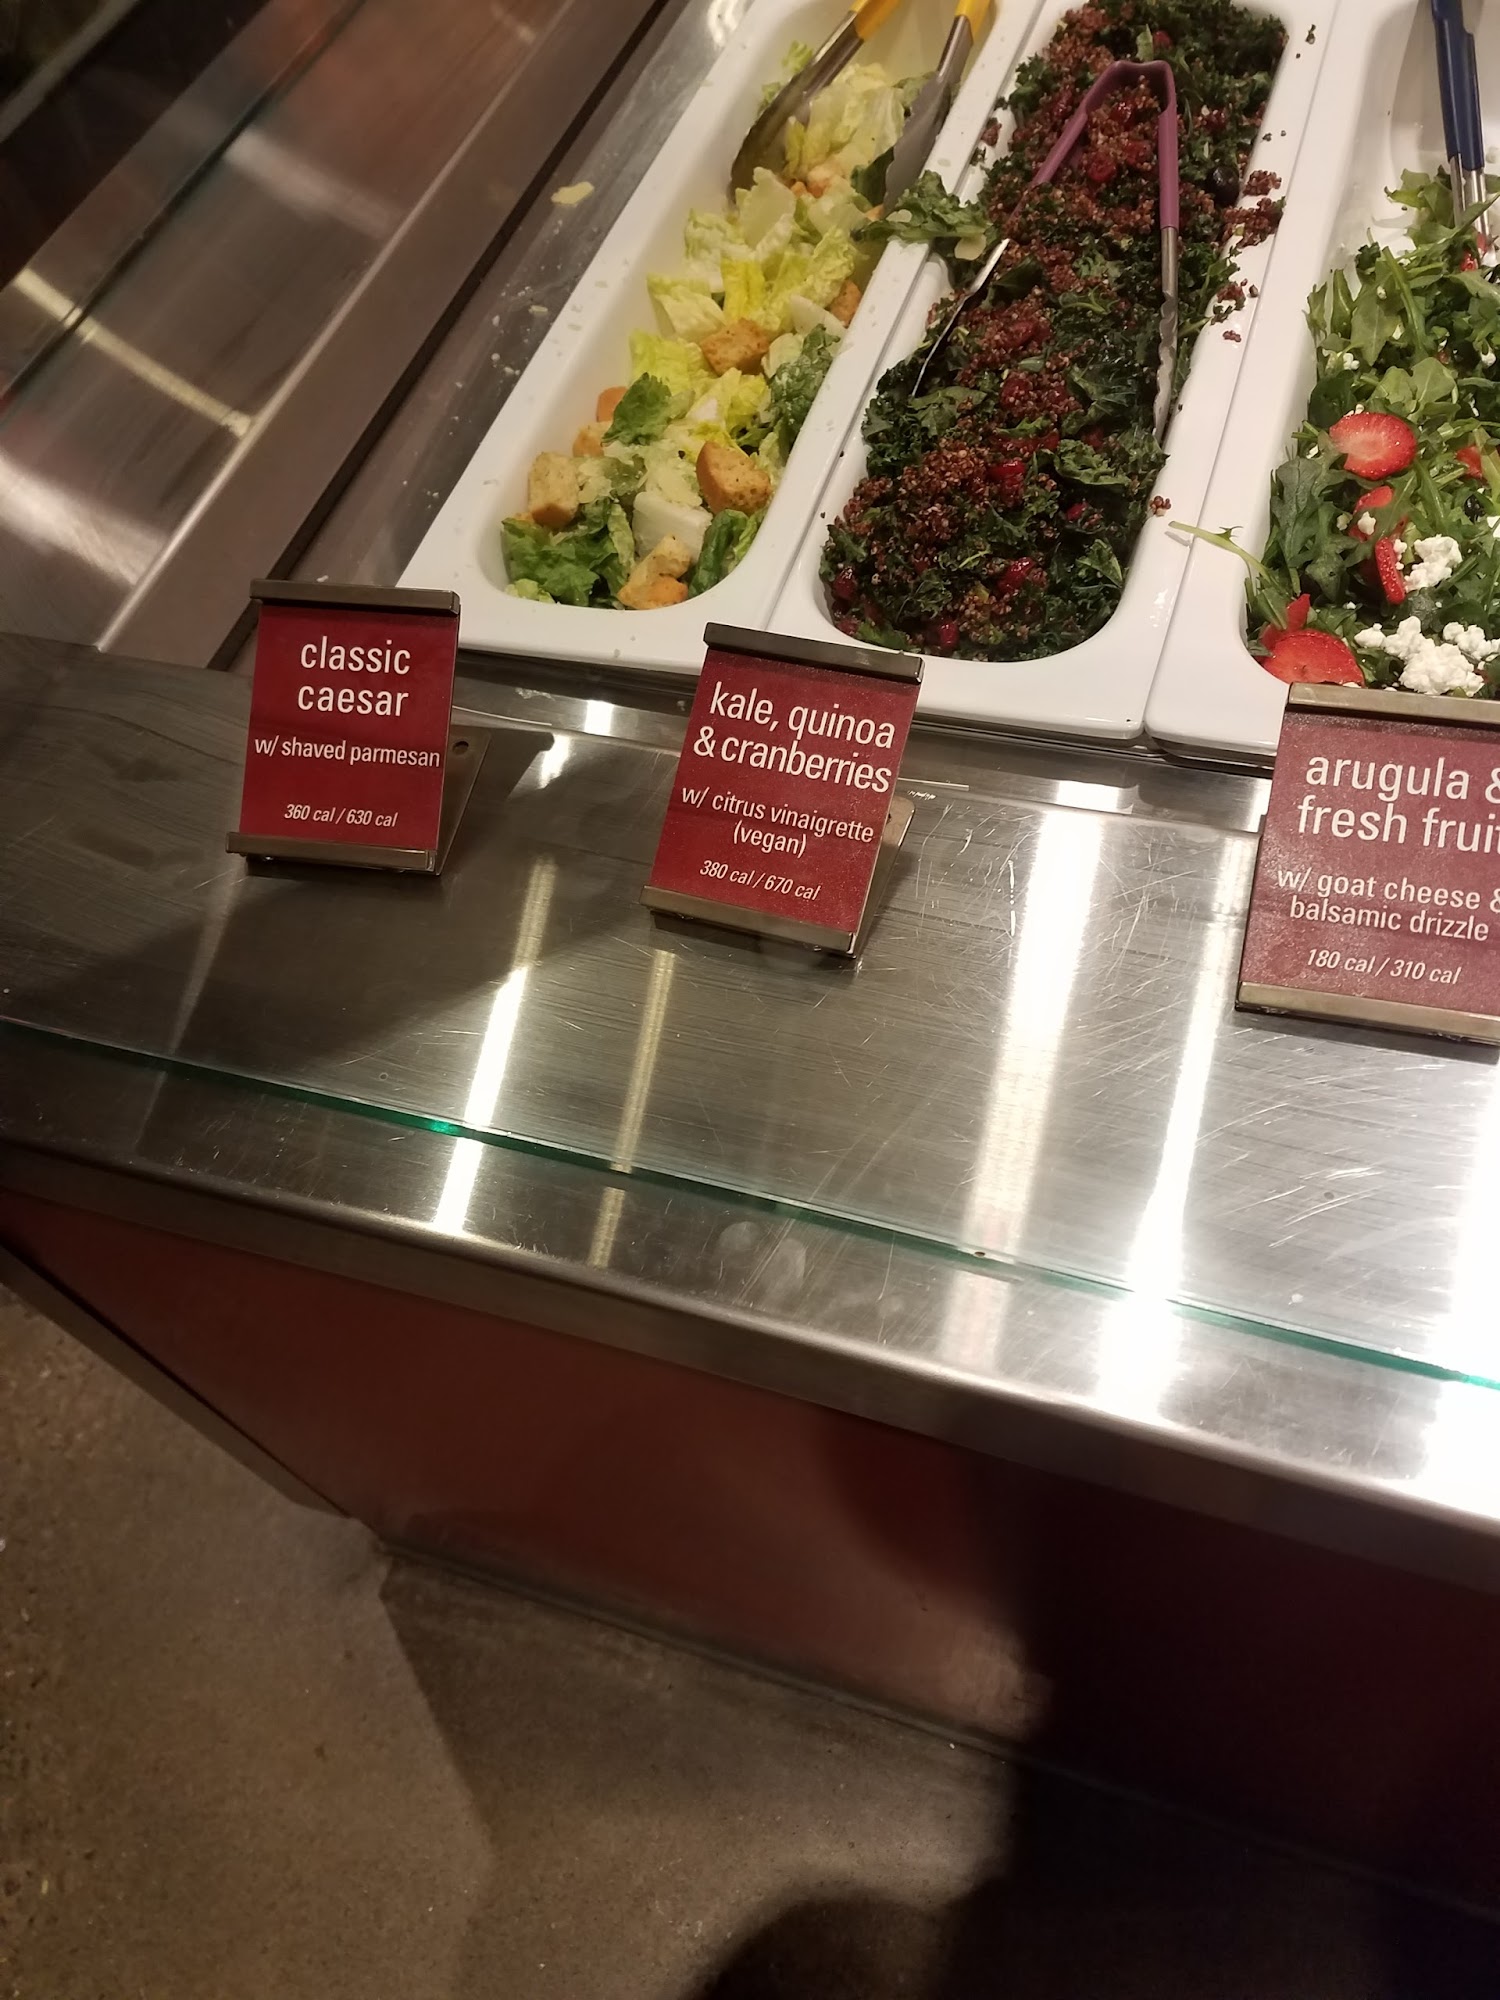 classic
caesar
w/ shaved parmesan
360 cal / 630 cal
kale, quinoa
& cranberries
w/ citrus vinaigrette
(vegan)
380 cal / 670 cal
arugula &
fresh fruit
w/ goat cheese &
balsamic drizzle
180 cal / 310 cal